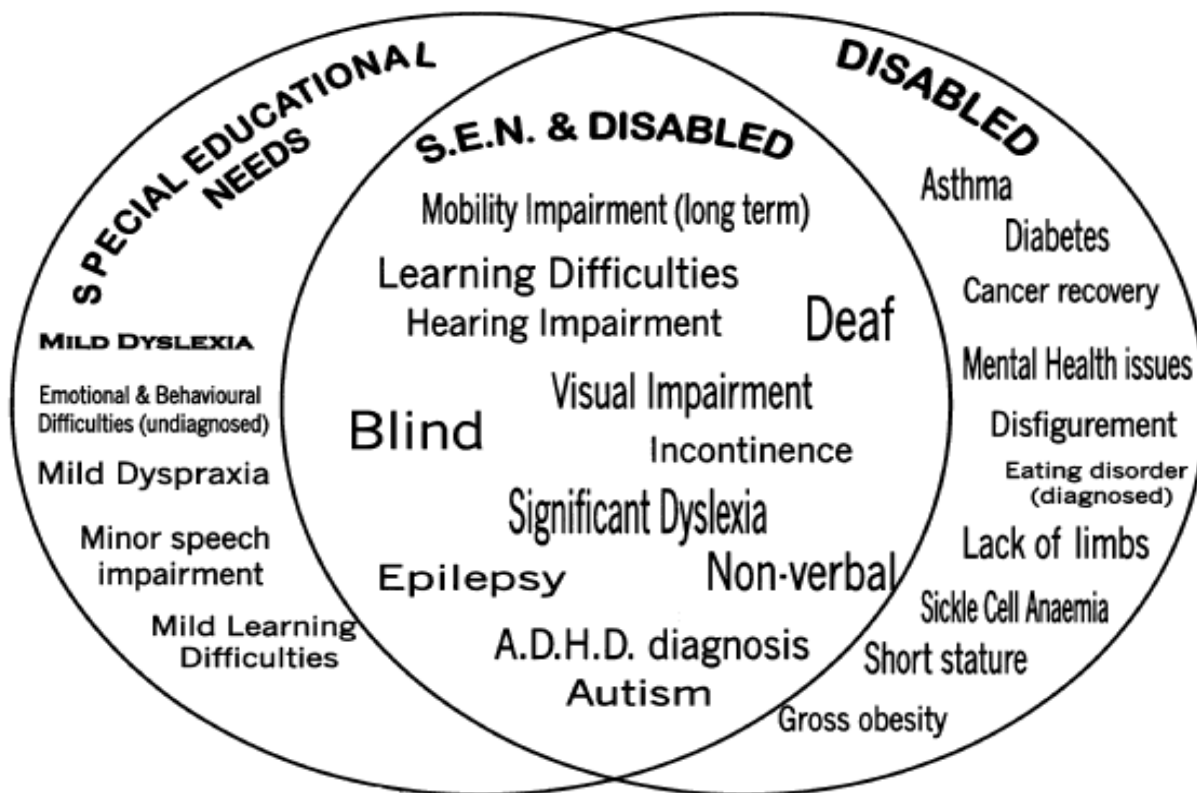 SPECIAL EDUCATIONAL
NEEDS
MILD DYSLEXIA
Emotional & Behavioural
Difficulties (undiagnosed)
Mild Dyspraxia
Minor speech
impairment
Mild Learning
Difficulties
S.E.N. & DISABLED
Mobility Impairment (long term)
Learning Difficulties
Hearing Impairment
Deaf
Visual Impairment
Blind
Incontinence
Significant Dyslexia
Epilepsy
Non-verbal
A.D.H.D. diagnosis
Autism
DISABLED
Asthma
Diabetes
Cancer recovery
Mental Health issues
Disfigurement
Eating disorder
(diagnosed)
Lack of limbs
Sickle Cell Anaemia
Short stature
Gross obesity